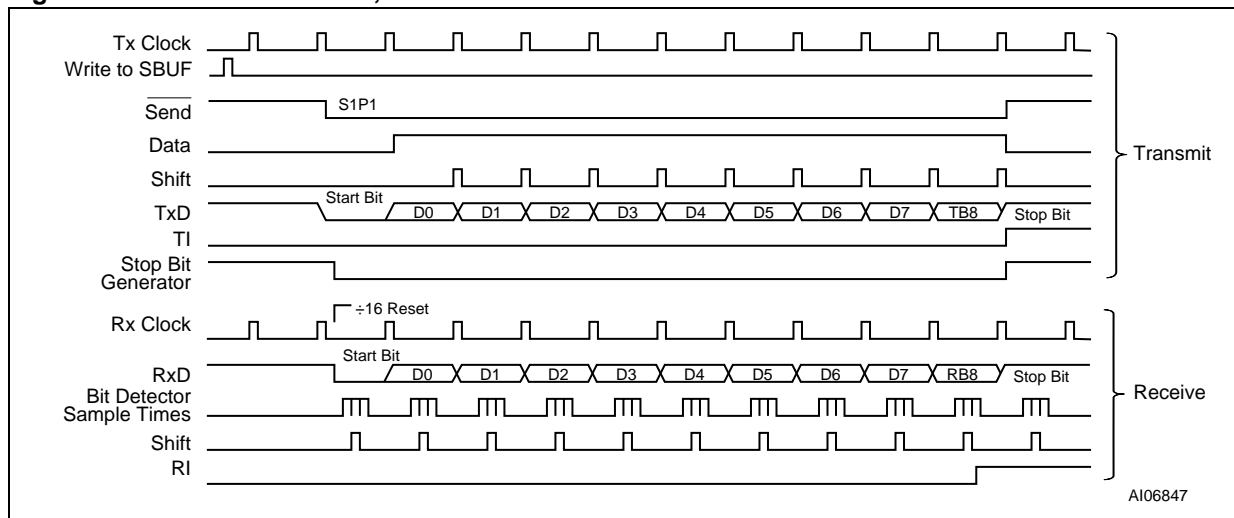 Tx Clock
Write to SBUF
Send
S1P1
Data
Transmit
Shift
Start Bit
TxD
D0 D1 D2 D3 D4 D5 D6 D7 TB8 Stop Bit
TI
Stop Bit
Generator
÷16 Reset
Rx Clock
Start Bit
RxD
D0 D1 D2 D3 D4 D5 D6 D7 RB8 Stop Bit
Bit Detector
Sample Times
Receive
Shift
RI
AI06847